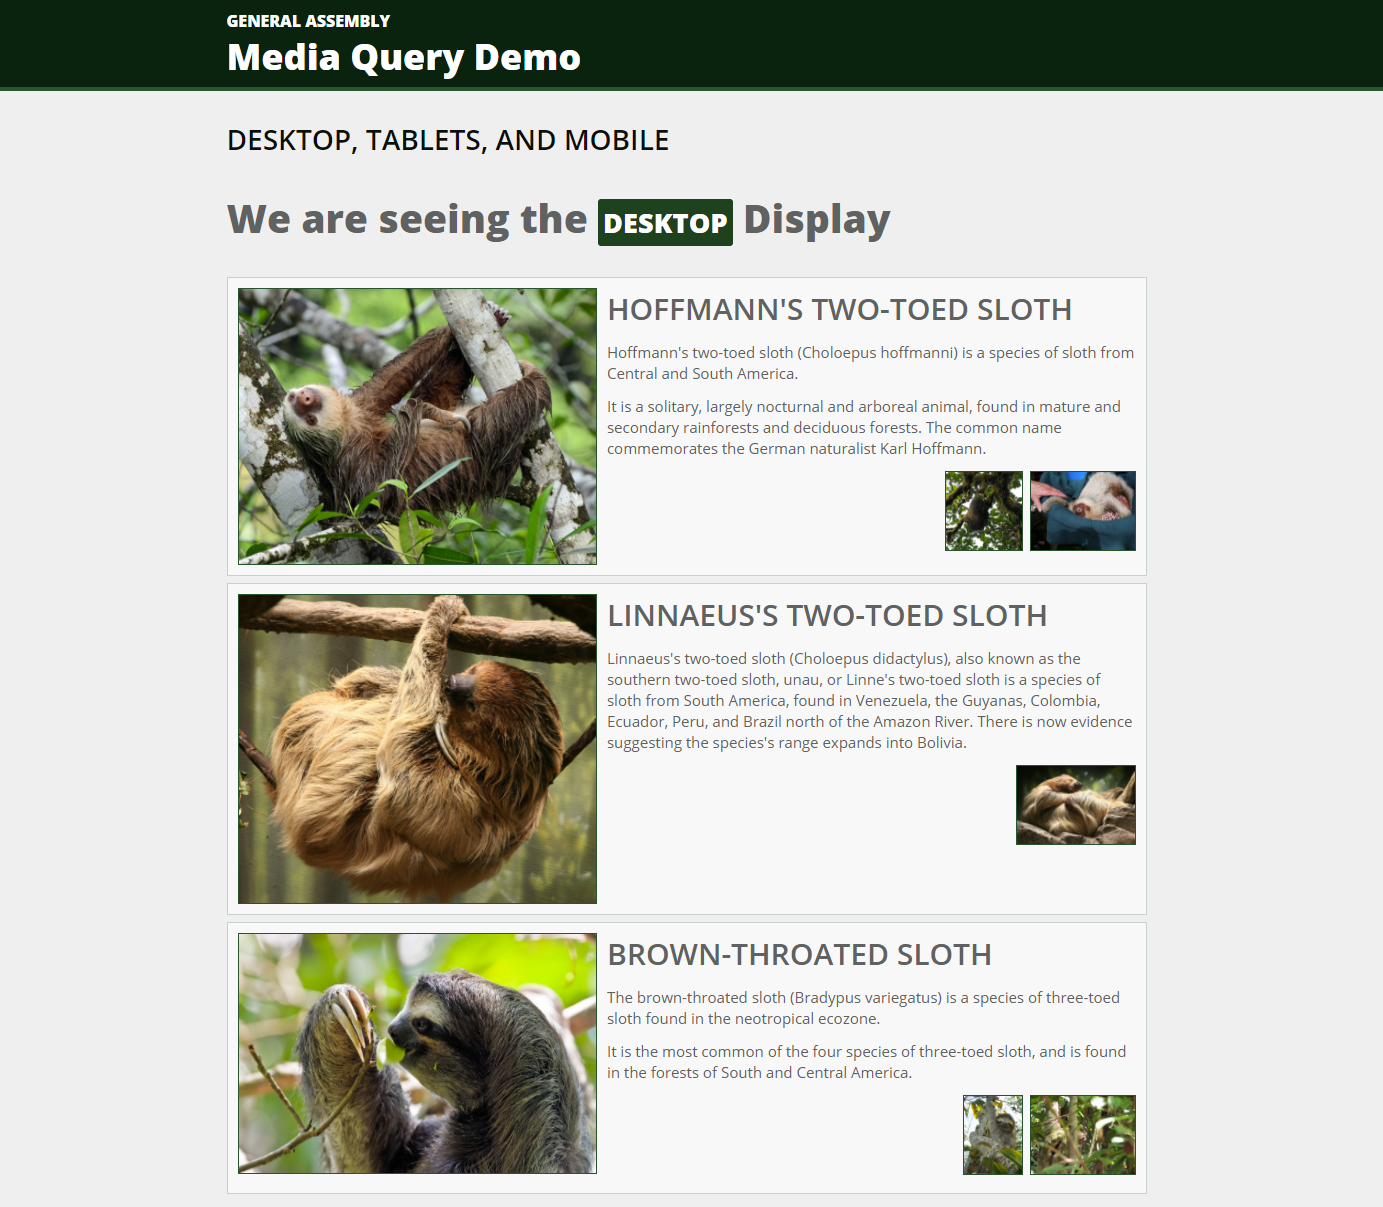 GENERAL ASSEMBLY
Media Query Demo
DESKTOP, TABLETS, AND MOBILE
We are seeing the DESKTOP Display
HOFFMANN'S TWO-TOED SLOTH
Hoffmann's two-toed sloth (Choloepus hoffmanni) is a species of sloth from
Central and South America.
It is a solitary, largely nocturnal and arboreal animal, found in mature and
secondary rainforests and deciduous forests. The common name
commemorates the German naturalist Karl Hoffmann.
LINNAEUS'S TWO-TOED SLOTH
Linnaeus's two-toed sloth (Choloepus didactylus), also known as the
southern two-toed sloth, unau, or Linne's two-toed sloth is a species of
sloth from South America, found in Venezuela, the Guyanas, Colombia,
Ecuador, Peru, and Brazil north of the Amazon River. There is now evidence
suggesting the species's range expands into Bolivia.
BROWN-THROATED SLOTH
The brown-throated sloth (Bradypus variegatus) is a species of three-toed
sloth found in the neotropical ecozone.
It is the most common of the four species of three-toed sloth, and is found
in the forests of South and Central America.